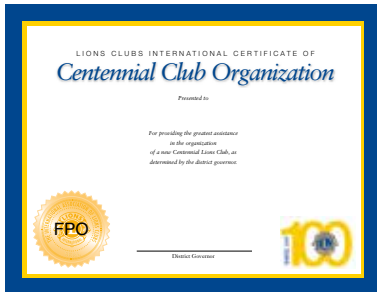 LIONS CLUBS INTERNATIONAL CERTIFICATE OF
Centennial Club Organization
Presented to
For providing the greatest assistance
in the organization
of a new Centennial Lions Club, as
determined by the district governor.
FPO
100
District Governor